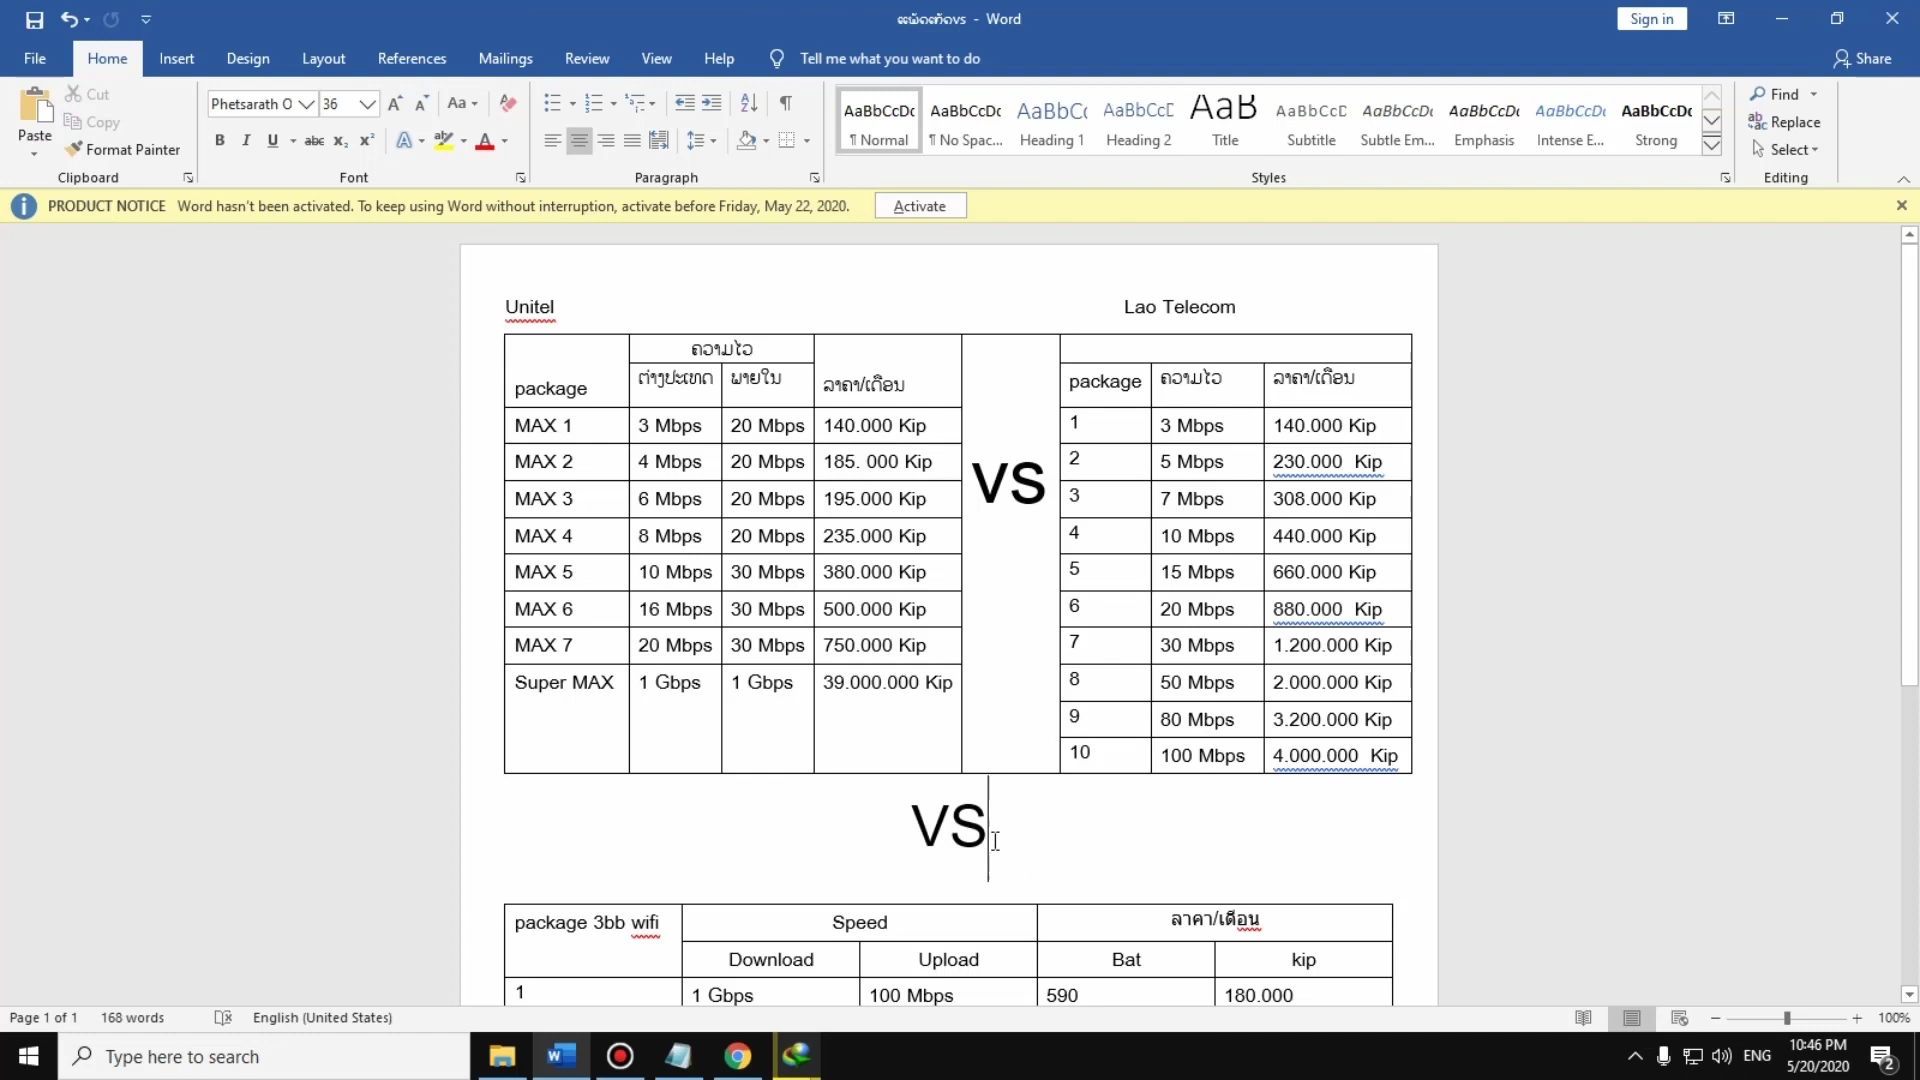 ແພັກເກັດvs - Word
Sign in
File Home Insert Design Layout References Mailings Review View Help Tell me what you want to do Share
Paste Cut
Copy
Format Painter
Clipboard
Phetsarath O 36
Font
Paragraph
AaBbCcDc AaBbCcDc AaBbCc AaBbCcE AaB AaBbCcD AaBbCcDc AaBbCcDc AaBbCcDc AaBbCcDc
¶ Normal ¶ No Spac... Heading 1 Heading 2 Title Subtitle Subtle Em... Emphasis Intense E... Strong
Styles
Find
Replace
Select
Editing
PRODUCT NOTICE Word hasn't been activated. To keep using Word without interruption, activate before Friday, May 22, 2020. Activate
Unitel Lao Telecom
ຄວາມໄວ
package ຕ່າງປະເທດ ພາຍໃນ ລາຄາ/ເດືອນ package ຄວາມໄວ ລາຄາ/ເດືອນ
MAX 1 3 Mbps 20 Mbps 140.000 Kip 1 3 Mbps 140.000 Kip
MAX 2 4 Mbps 20 Mbps 185. 000 Kip 2 5 Mbps 230.000 Kip
vs
MAX 3 6 Mbps 20 Mbps 195.000 Kip 3 7 Mbps 308.000 Kip
MAX 4 8 Mbps 20 Mbps 235.000 Kip 4 10 Mbps 440.000 Kip
MAX 5 10 Mbps 30 Mbps 380.000 Kip 5 15 Mbps 660.000 Kip
MAX 6 16 Mbps 30 Mbps 500.000 Kip 6 20 Mbps 880.000 Kip
MAX 7 20 Mbps 30 Mbps 750.000 Kip 7 30 Mbps 1.200.000 Kip
Super MAX 1 Gbps 1 Gbps 39.000.000 Kip 8 50 Mbps 2.000.000 Kip
9 80 Mbps 3.200.000 Kip
10 100 Mbps 4.000.000 Kip
VS
package 3bb wifi Speed ລາຄາ/ເດືອນ
Download Upload Bat kip
1 1 Gbps 100 Mbps 590 180.000
Page 1 of 1 168 words English (United States) 100%
Type here to search
ENG 10:46 PM
5/20/2020 2